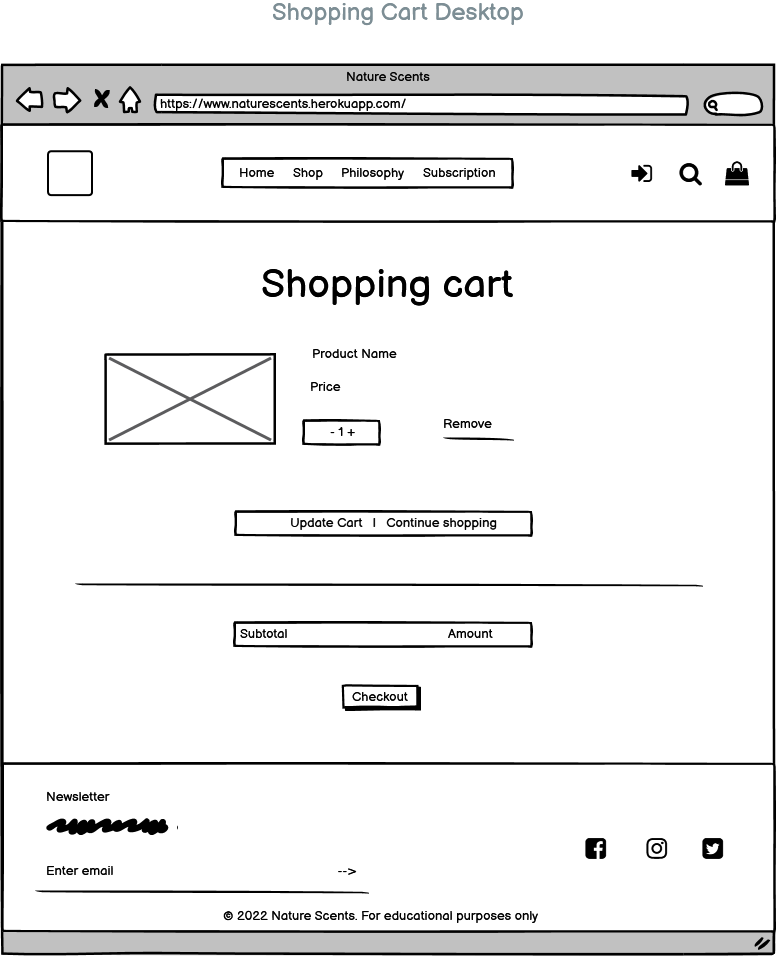 Shopping Cart Desktop
Nature Scents
https://www.naturescents.herokuapp.com/
Home Shop Philosophy Subscription
Shopping cart
Product Name
Price
- 1 +
Remove
Update Cart | Continue shopping
Subtotal Amount
Checkout
Newsletter
Enter email -->
© 2022 Nature Scents. For educational purposes only